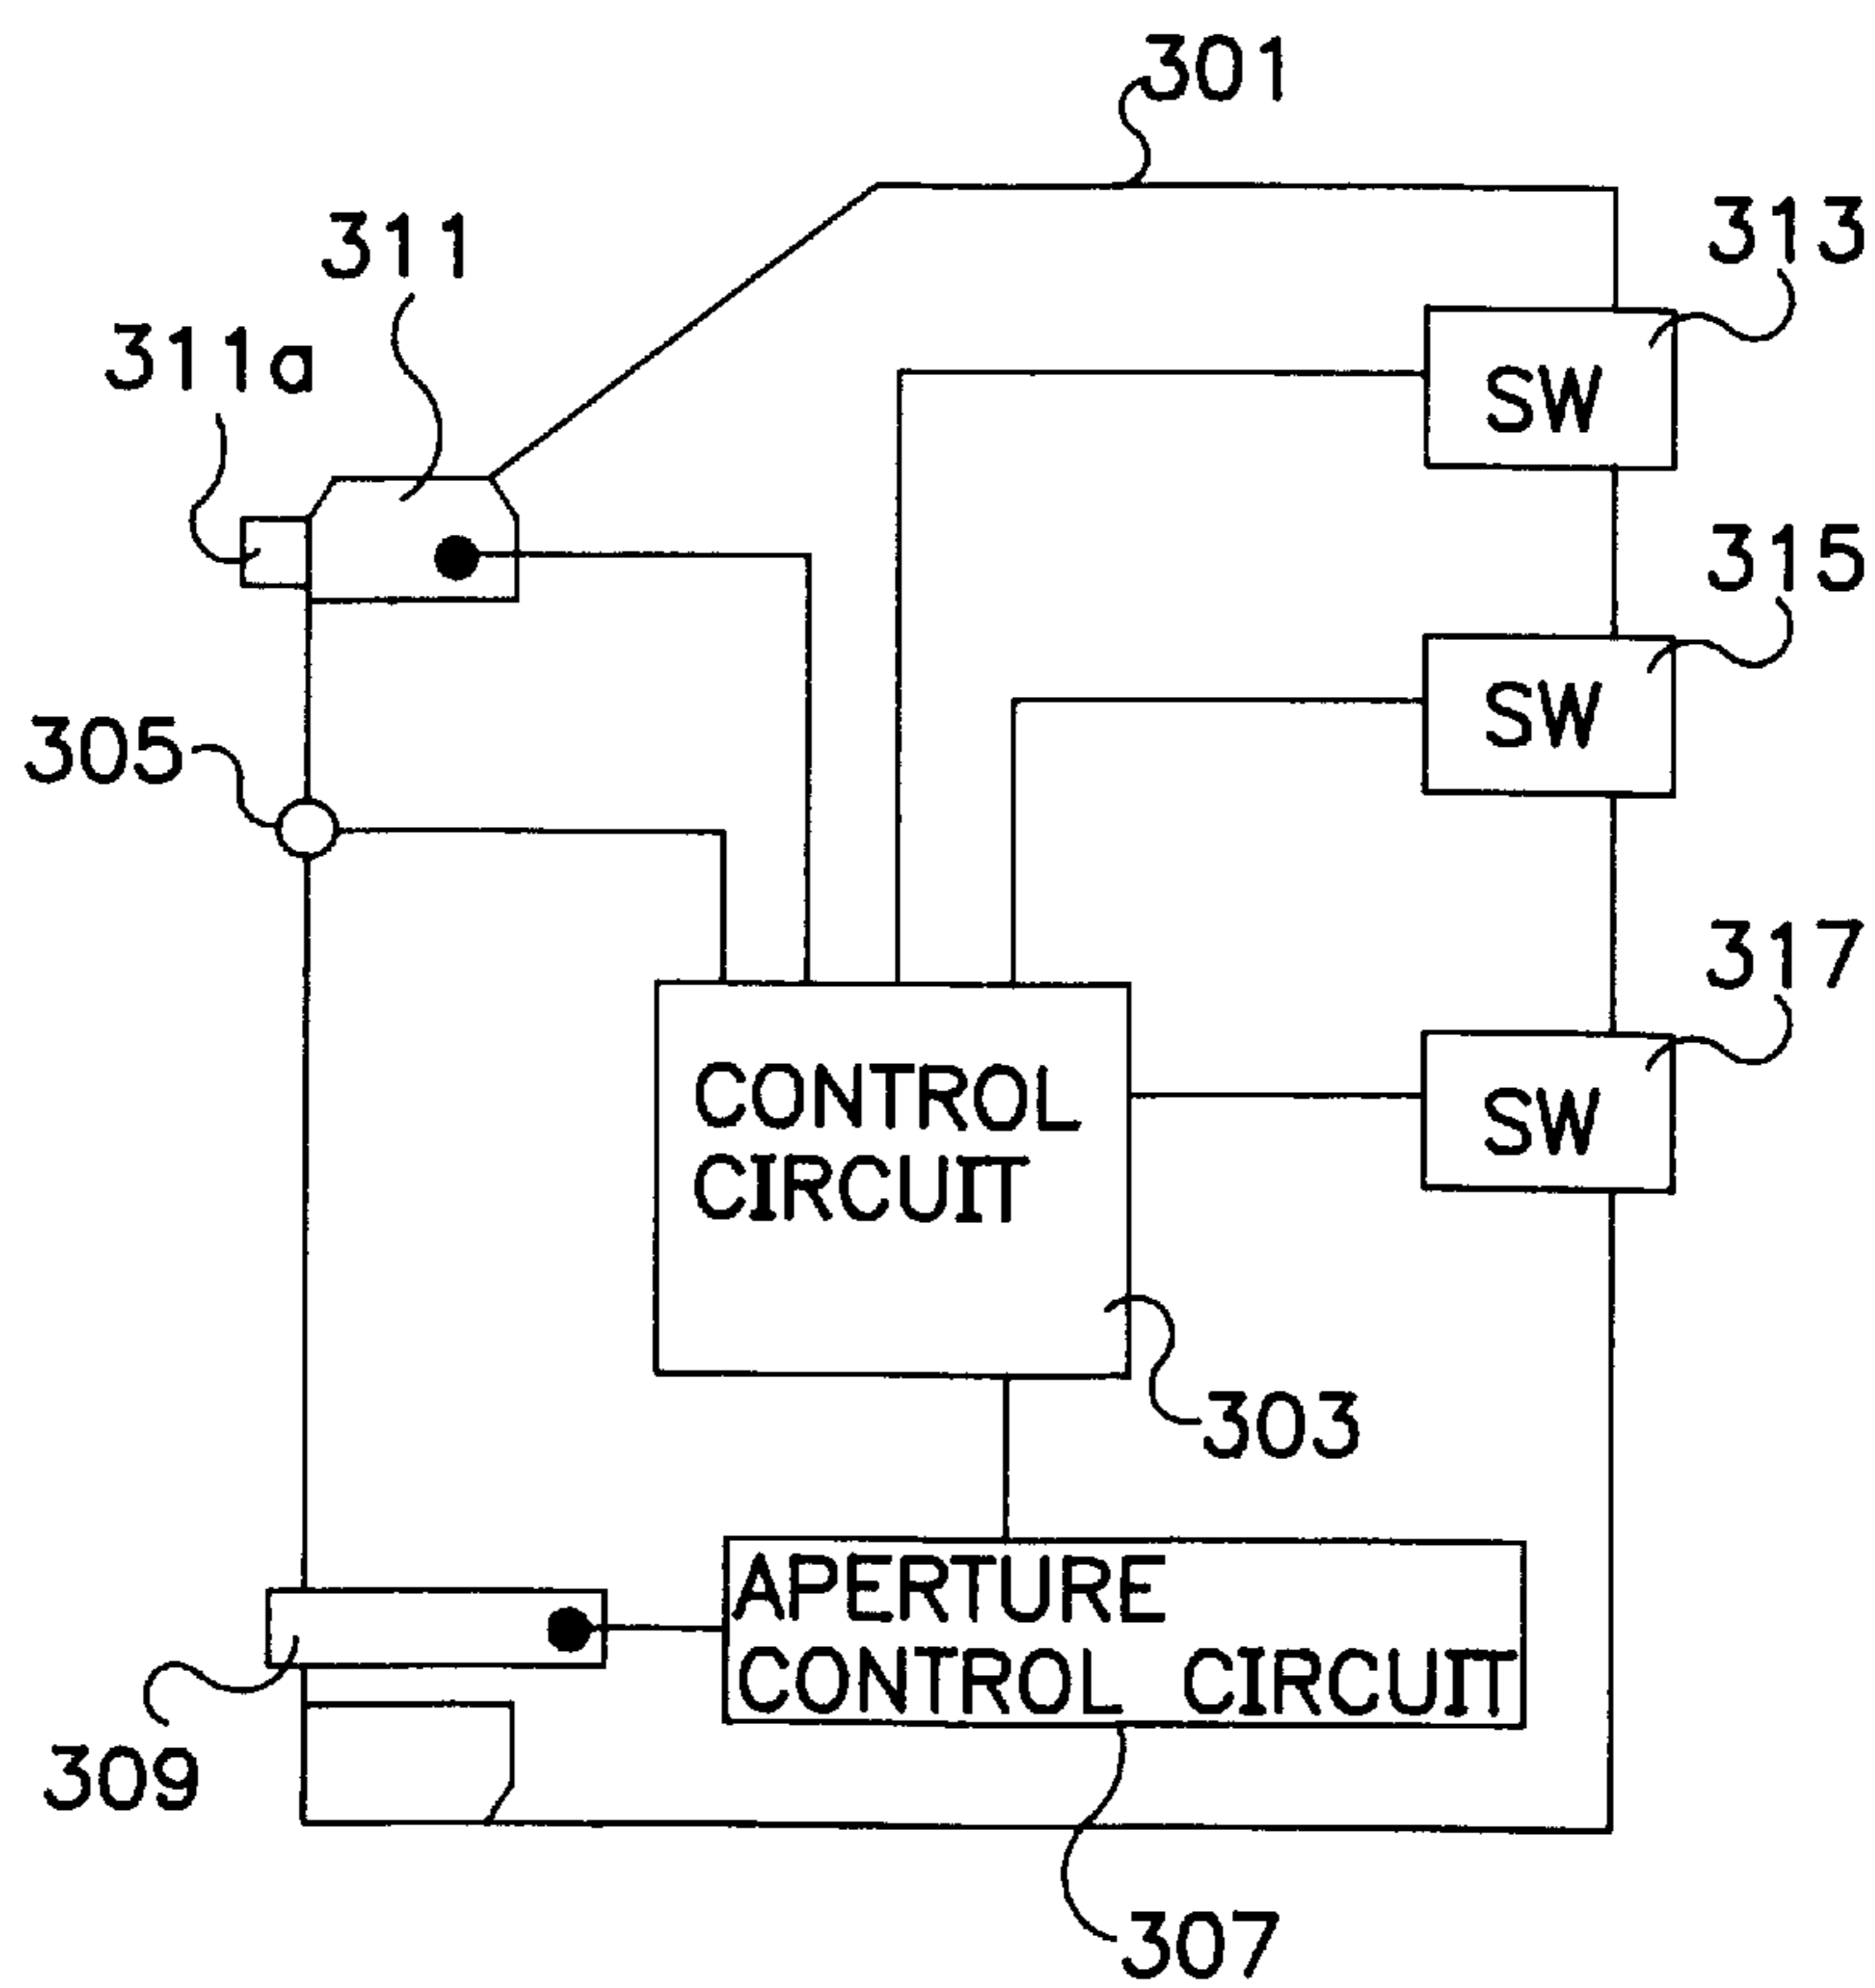 301
311
313
311a
SW
315
305
SW
317
CONTROL
CIRCUIT
SW
303
APERTURE
CONTROL CIRCUIT
309
307